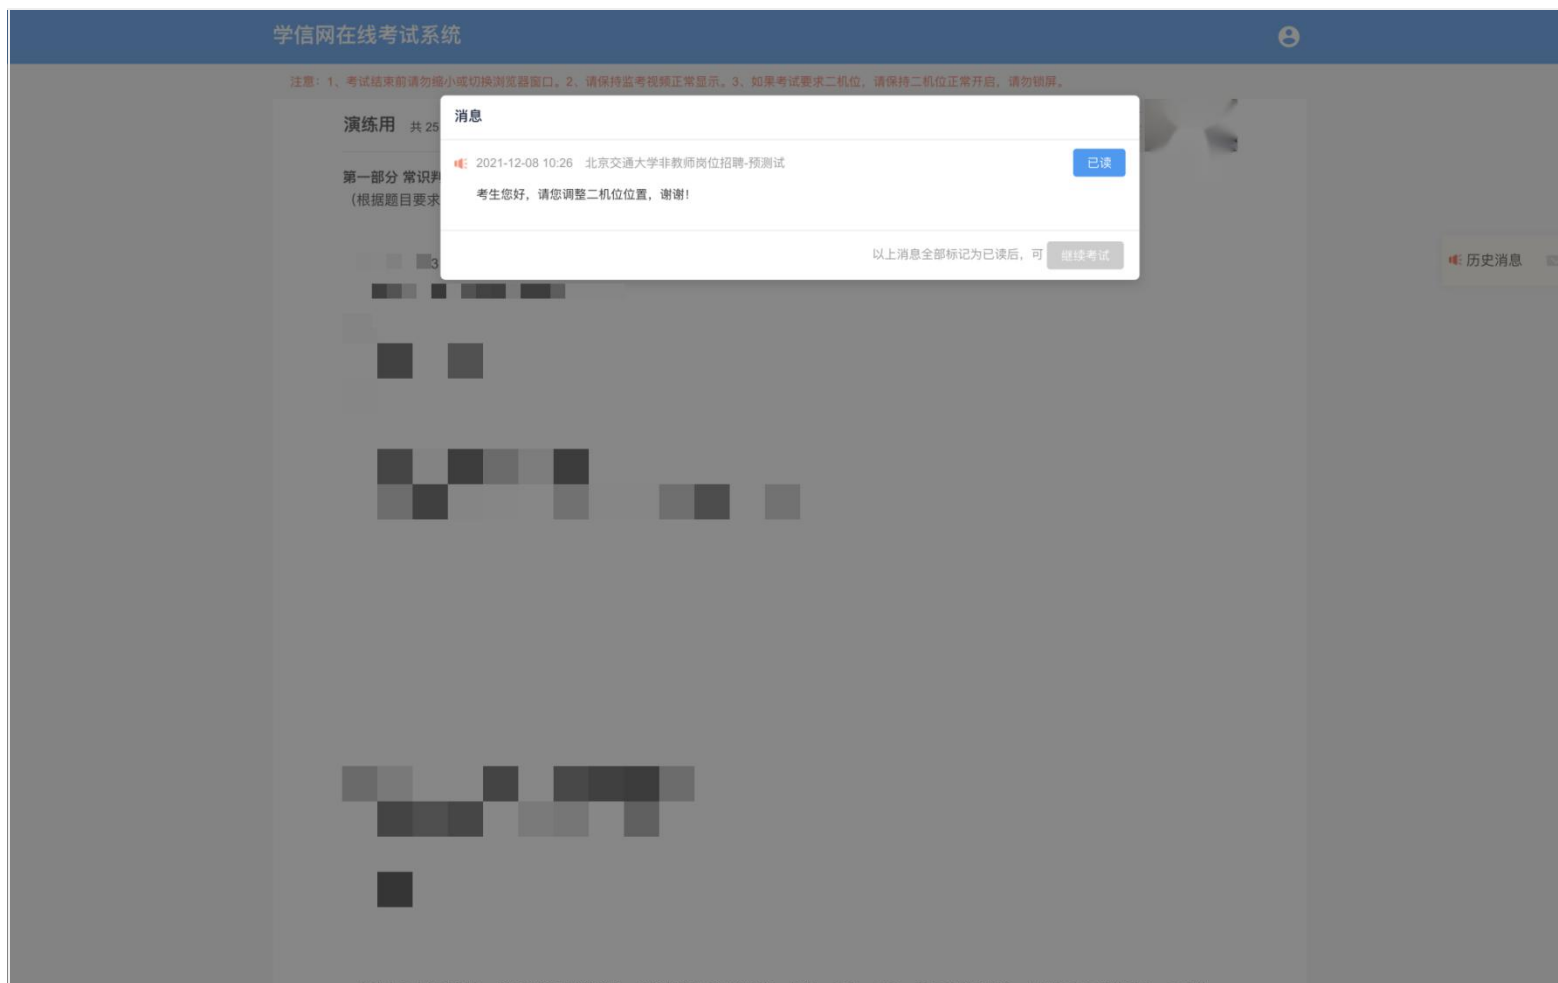 学信网在线考试系统
注意：1、考试结束前请勿缩小或切换浏览器窗口。2、请保持监考视频正常显示。3、如果考试要求二机位，请保持二机位正常开启，请勿锁屏。
消息
演练用 共 25
2021-12-08 10:26 北京交通大学非教师岗位招聘-预测试 已读
第一部分 常识判
考生您好，请您调整二机位位置，谢谢！
（根据题目要求
以上消息全部标记为已读后，可 继续考试
3
历史消息